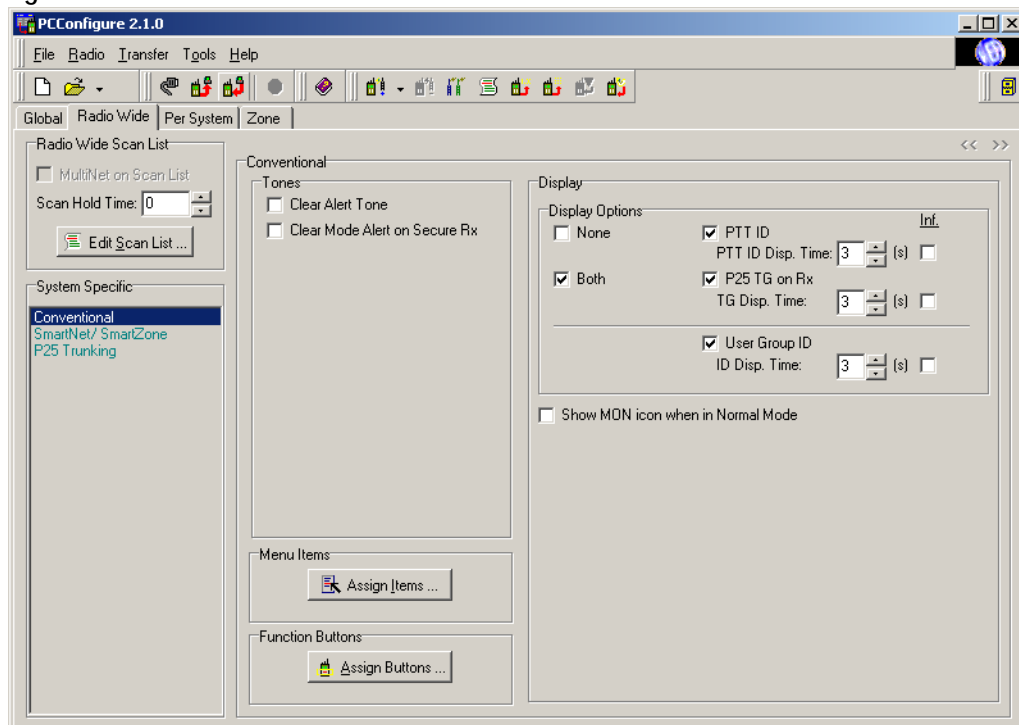 PCConfigure 2.1.0
File Radio Transfer Tools Help
Global Radio Wide Per System Zone
Radio Wide Scan List
MultiNet on Scan List
Scan Hold Time: 0
Edit Scan List ...
System Specific
Conventional
SmartNet/ SmartZone
P25 Trunking
<< >>
Conventional
Tones
Clear Alert Tone
Clear Mode Alert on Secure Rx
Menu Items
Assign Items ...
Function Buttons
Assign Buttons ...
Display
Display Options
Inf.
None PTT ID
PTT ID Disp. Time: 3 (s)
Both P25 TG on Rx
TG Disp. Time: 3 (s)
User Group ID
ID Disp. Time: 3 (s)
Show MON icon when in Normal Mode